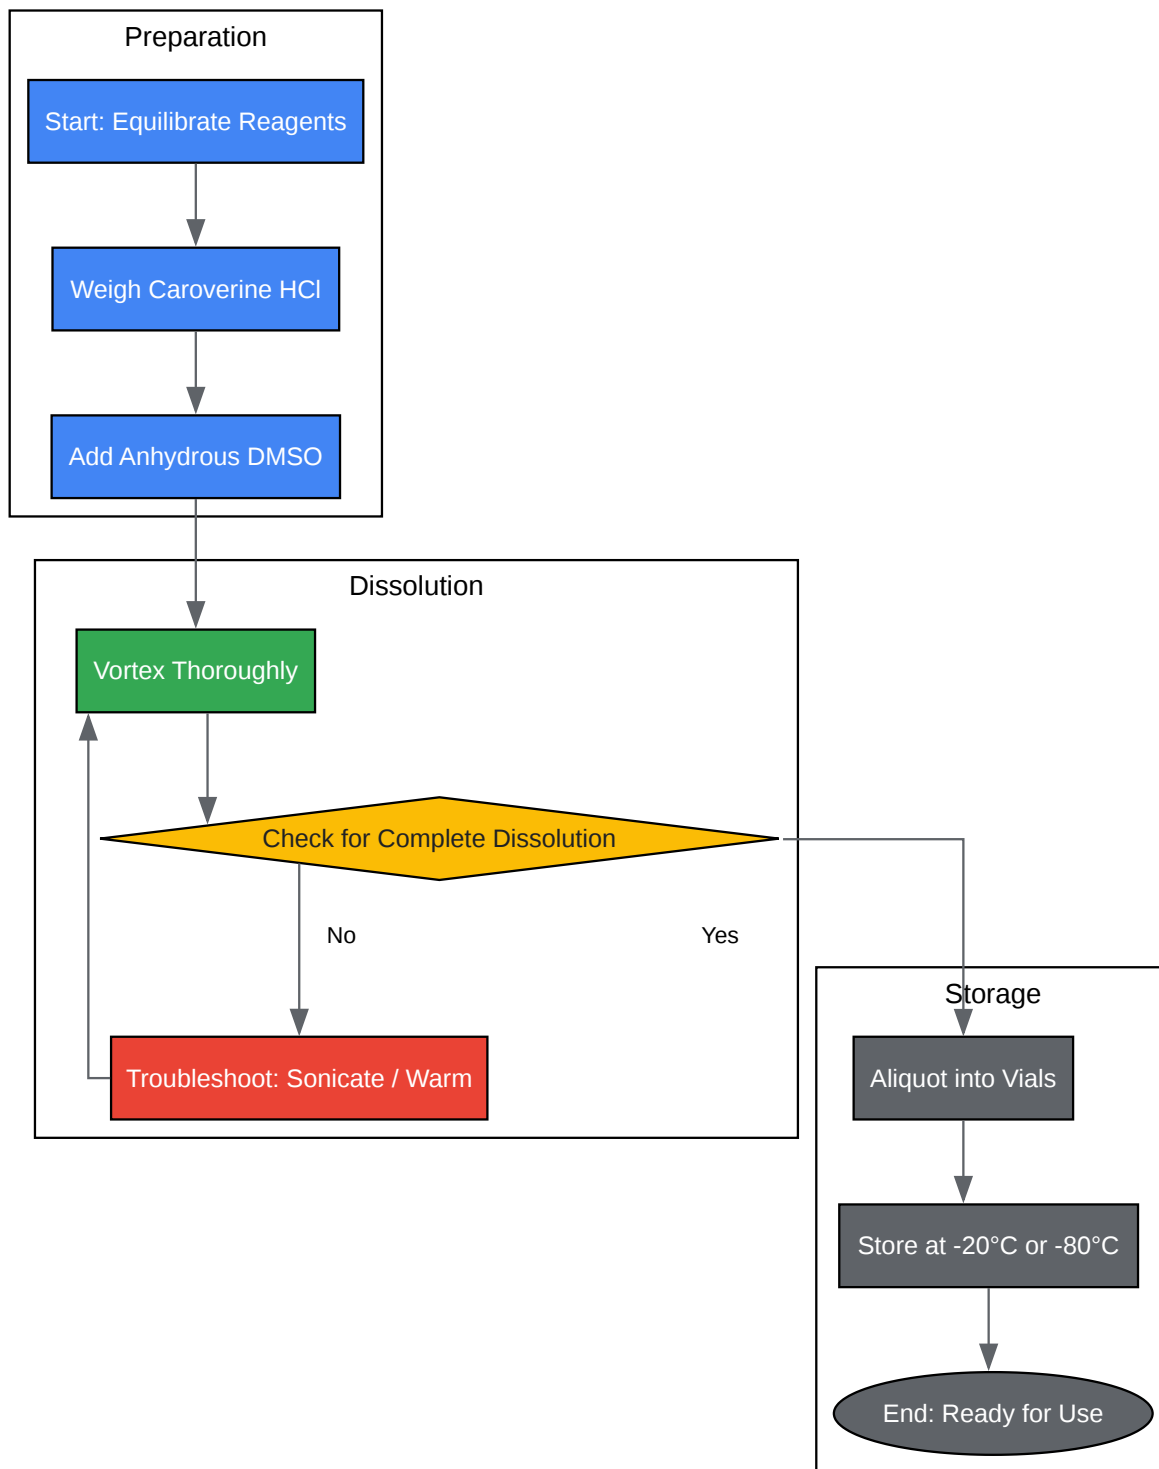 Preparation
Start: Equilibrate Reagents
Weigh Caroverine HCl
Add Anhydrous DMSO
Dissolution
Vortex Thoroughly
Check for Complete Dissolution
No
Yes
Troubleshoot: Sonicate / Warm
Storage
Aliquot into Vials
Store at -20°C or -80°C
End: Ready for Use